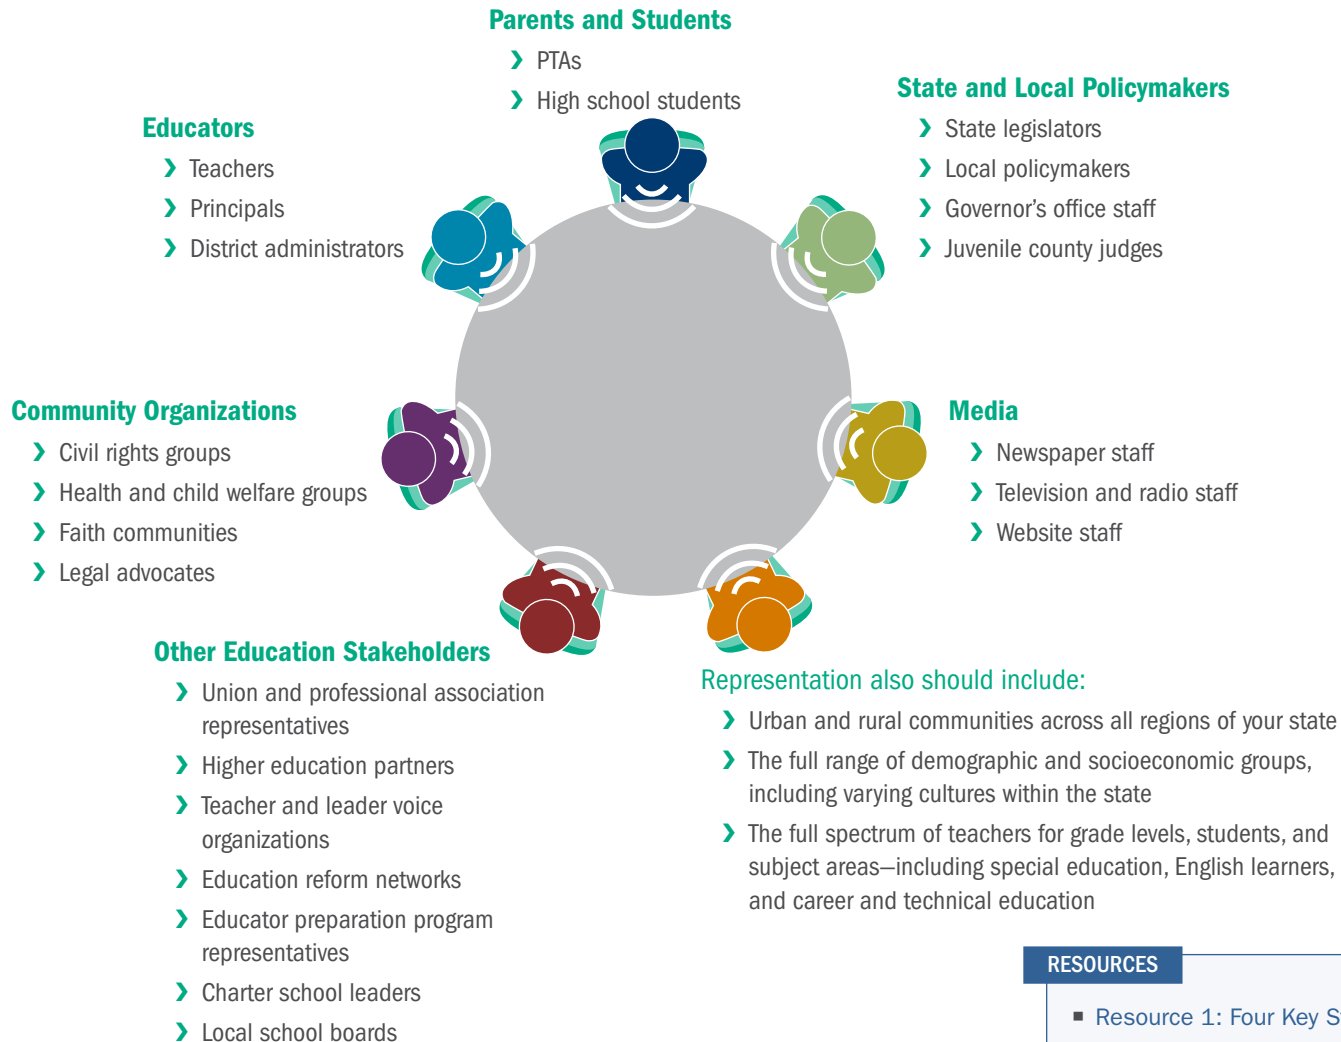 Parents and Students
❯ PTAs
❯ High school students
State and Local Policymakers
❯ State legislators
❯ Local policymakers
❯ Governor’s office staff
❯ Juvenile county judges
Educators
❯ Teachers
❯ Principals
❯ District administrators
Community Organizations
❯ Civil rights groups
❯ Health and child welfare groups
❯ Faith communities
❯ Legal advocates
Media
❯ Newspaper staff
❯ Television and radio staff
❯ Website staff
Other Education Stakeholders
❯ Union and professional association
representatives
❯ Higher education partners
❯ Teacher and leader voice
organizations
❯ Education reform networks
❯ Educator preparation program
representatives
❯ Charter school leaders
❯ Local school boards
Representation also should include:
❯ Urban and rural communities across all regions of your state
❯ The full range of demographic and socioeconomic groups,
including varying cultures within the state
❯ The full spectrum of teachers for grade levels, students, and
subject areas—including special education, English learners,
and career and technical education
RESOURCES
■ Resource 1: Four Key